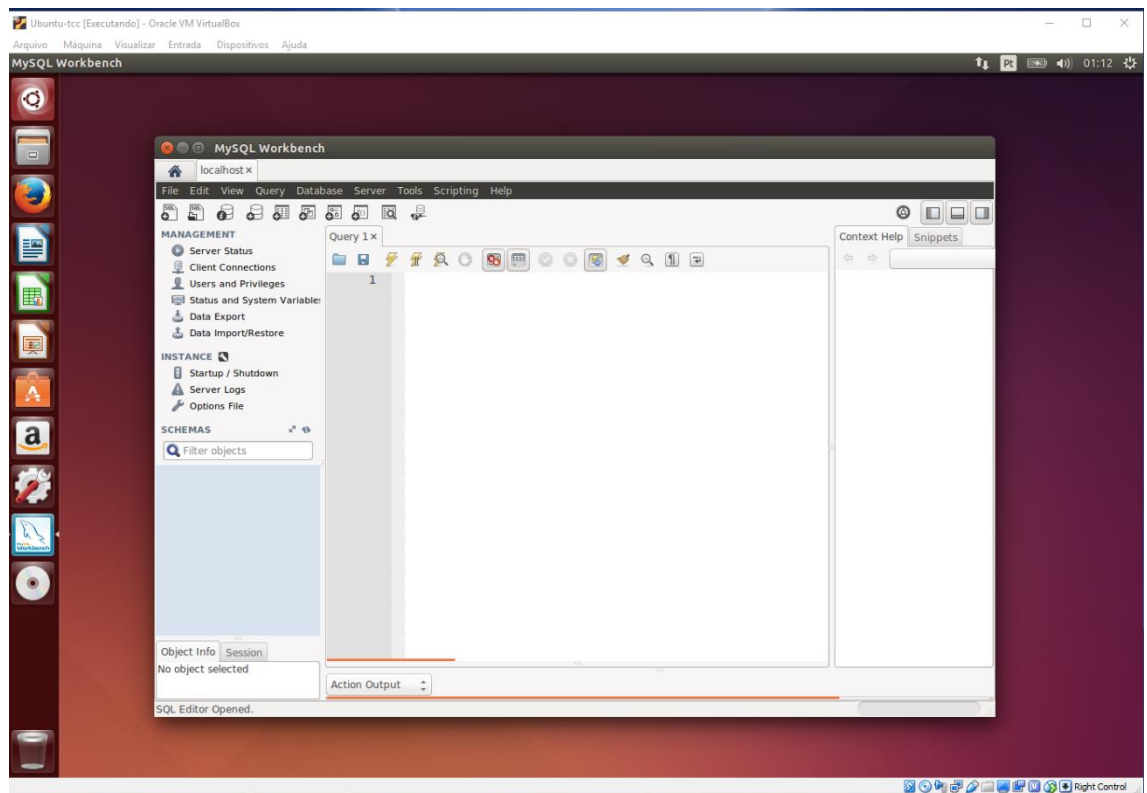 Ubuntu-tcc [Executando] - Oracle VM VirtualBox
Arquivo Máquina Visualizar Entrada Dispositivos Ajuda
MySQL Workbench
Pt 01:12
MySQL Workbench
localhost ×
File Edit View Query Database Server Tools Scripting Help
MANAGEMENT
Server Status
Client Connections
Users and Privileges
Status and System Variable
Data Export
Data Import/Restore
INSTANCE
Startup / Shutdown
Server Logs
Options File
SCHEMAS
Filter objects
Object Info Session
No object selected
Query 1 ×
1
Action Output
Context Help Snippets
SQL Editor Opened.
Right Control